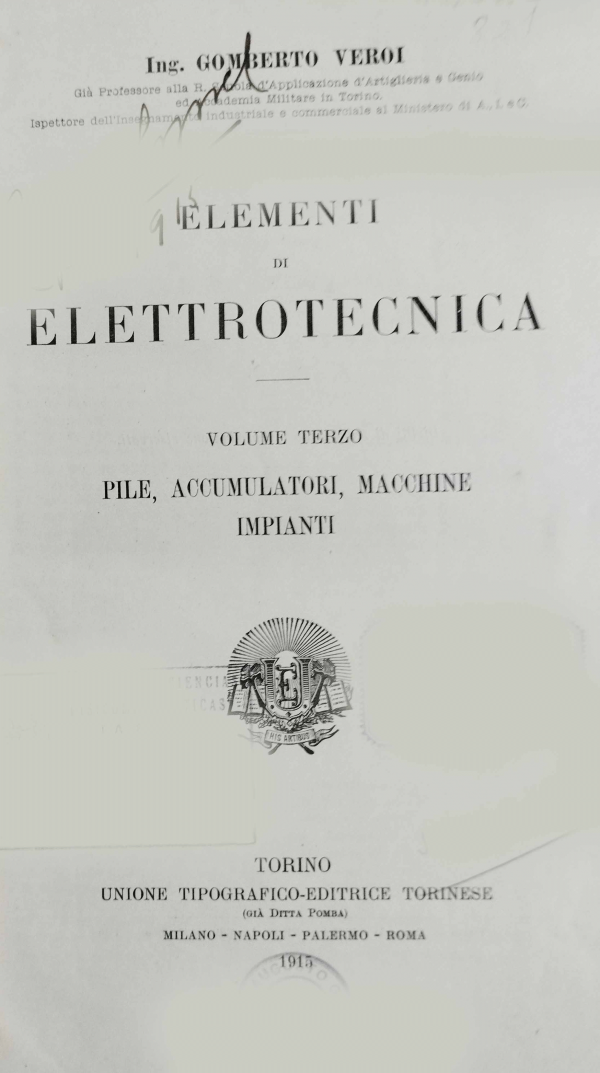 Ing. GOMBERTO VEROI
Già Professore alla R. Scuola d'Applicazione d'Artiglieria e Genio
ed Accademia Militare in Torino.
Ispettore dell'insegnamento industriale e commerciale al Ministero di A., I. e C.
ELEMENTI
DI
ELETTROTECNICA
VOLUME TERZO
PILE, ACCUMULATORI, MACCHINE
IMPIANTI
UTE
HIS ARTIBUS
TORINO
UNIONE TIPOGRAFICO-EDITRICE TORINESE
(GIÀ DITTA POMBA)
MILANO - NAPOLI - PALERMO - ROMA
1915